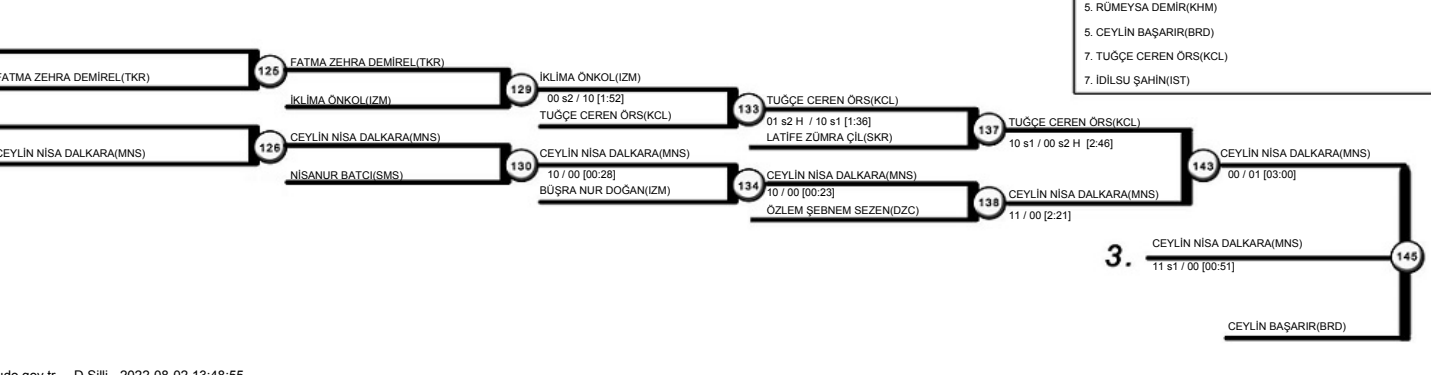 5. RÜMEYSA DEMİR(KHM)
5. CEYLİN BAŞARIR(BRD)
7. TUĞÇE CEREN ÖRS(KCL)
7. İDİLSU ŞAHİN(IST)
FATMA ZEHRA DEMİREL(TKR)
125
FATMA ZEHRA DEMİREL(TKR)
İKLİMA ÖNKOL(IZM)
129
İKLİMA ÖNKOL(IZM)
00 s2 / 10 [1:52]
TUĞÇE CEREN ÖRS(KCL)
133
TUĞÇE CEREN ÖRS(KCL)
01 s2 H / 10 s1 [1:36]
LATİFE ZÜMRA ÇİL(SKR)
137
TUĞÇE CEREN ÖRS(KCL)
10 s1 / 00 s2 H [2:46]
CEYLİN NİSA DALKARA(MNS)
126
CEYLİN NİSA DALKARA(MNS)
NİSANUR BATCI(SMS)
130
CEYLİN NİSA DALKARA(MNS)
10 / 00 [00:28]
BÜŞRA NUR DOĞAN(IZM)
134
CEYLİN NİSA DALKARA(MNS)
10 / 00 [00:23]
ÖZLEM ŞEBNEM SEZEN(DZC)
138
CEYLİN NİSA DALKARA(MNS)
11 / 00 [2:21]
143
CEYLİN NİSA DALKARA(MNS)
00 / 01 [03:00]
3.
CEYLİN NİSA DALKARA(MNS)
11 s1 / 00 [00:51]
145
CEYLİN BAŞARIR(BRD)
D.Silli - 2022-08-02 13:48:55